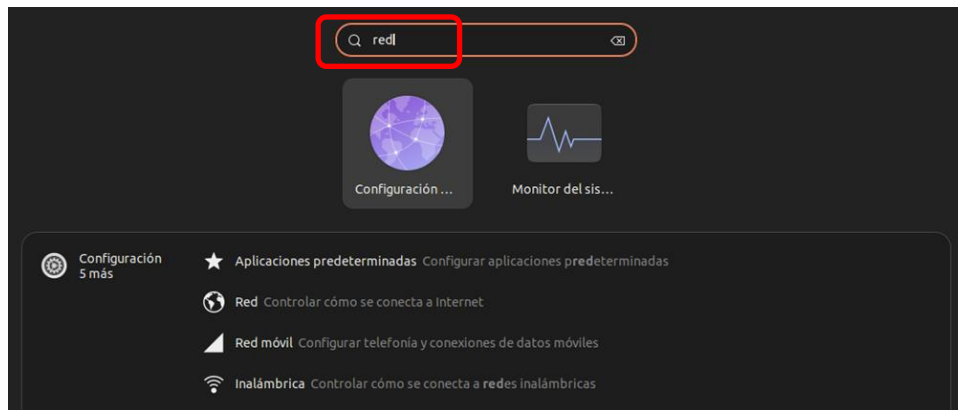 red
Configuración ...
Monitor del sis...
Configuración
5 más
Aplicaciones predeterminadas Configurar aplicaciones predeterminadas
Red Controlar cómo se conecta a Internet
Red móvil Configurar telefonía y conexiones de datos móviles
Inalámbrica Controlar cómo se conecta a redes inalámbricas